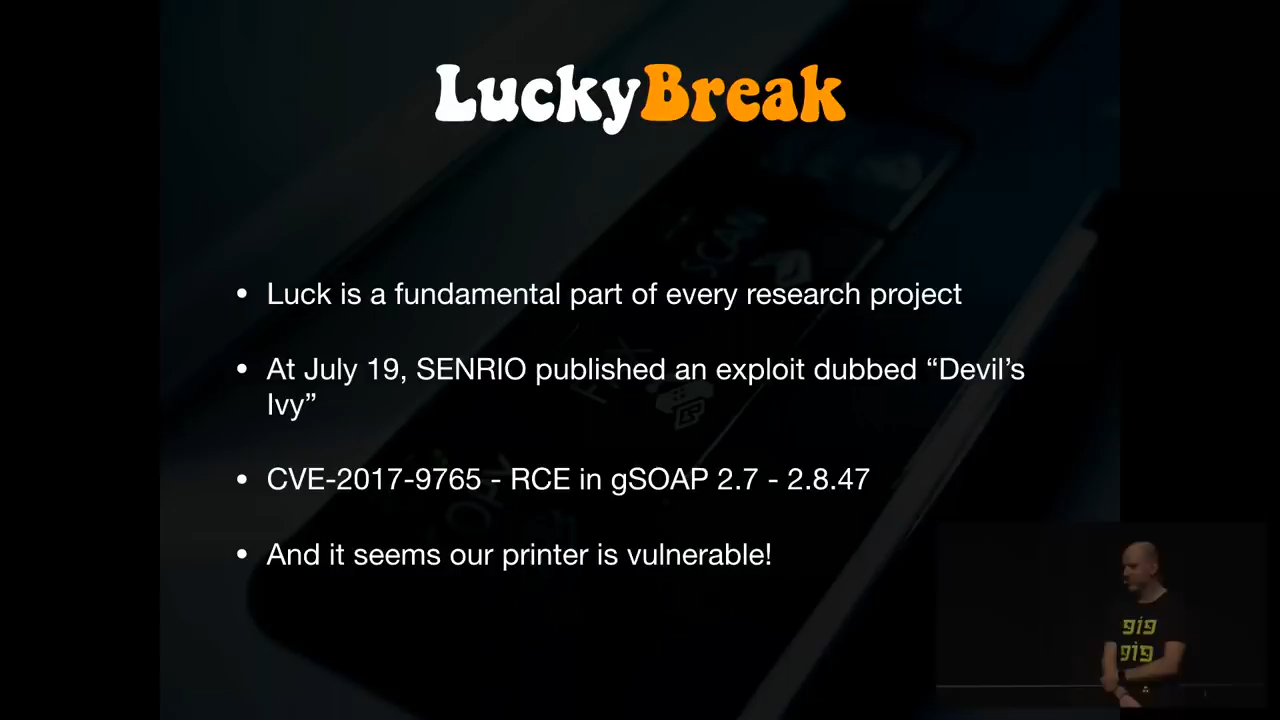 LuckyBreak
• Luck is a fundamental part of every research project
• At July 19, SENRIO published an exploit dubbed “Devil’s
Ivy”
• CVE-2017-9765 - RCE in gSOAP 2.7 - 2.8.47
• And it seems our printer is vulnerable!
SCAN
gig
gig